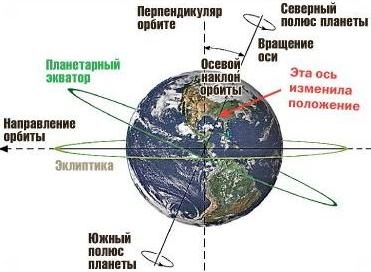 Перпендикуляр
орбите
Северный
полюс планеты
Вращение
оси
Осевой
наклон
орбиты
Планетарный
экватор
Эта ось
изменила
положение
Направление
орбиты
Эклиптика
Южный
полюс
планеты